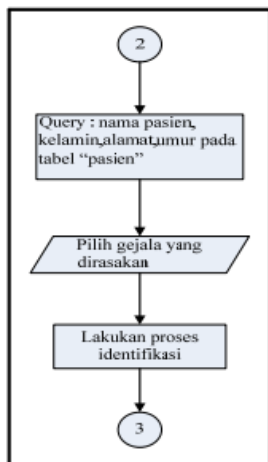 2
Query : nama pasien,
kelamin,alamat,umur pada
tabel “pasien”
Pilih gejala yang
dirasakan
Lakukan proses
identifikasi
3